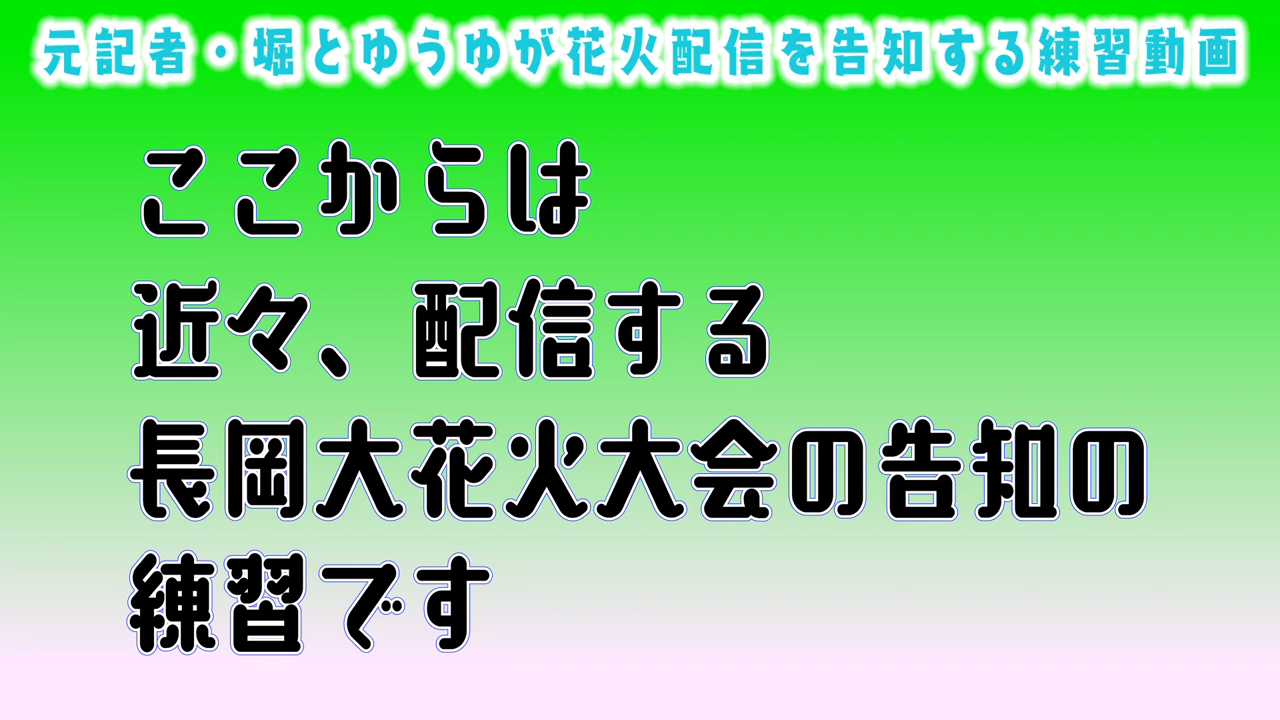 元記者・堀とゆうゆが花火配信を告知する練習動画
ここからは
近々、配信する
長岡大花火大会の告知の
練習です